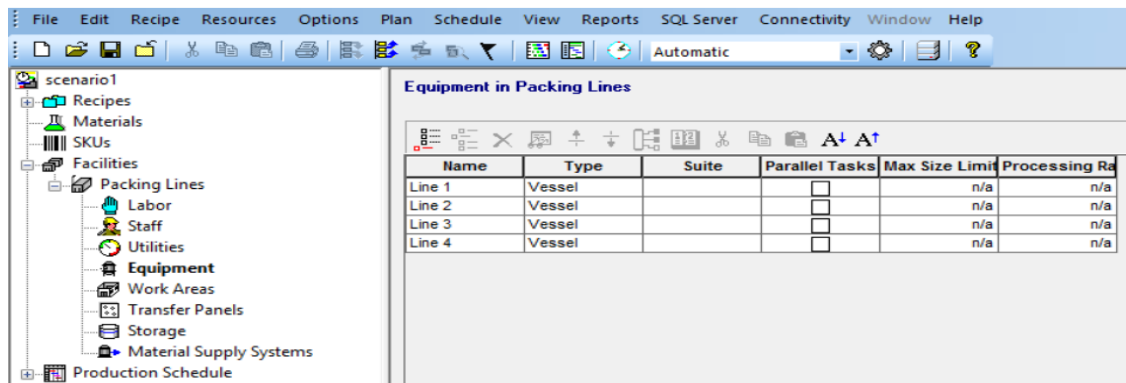 File Edit Recipe Resources Options Plan Schedule View Reports SQL Server Connectivity Window Help
Automatic
scenario1
Recipes
Materials
SKUs
Facilities
Packing Lines
Labor
Staff
Utilities
Equipment
Work Areas
Transfer Panels
Storage
Material Supply Systems
Production Schedule
Equipment in Packing Lines
Name Type Suite Parallel Tasks Max Size Limit Processing Ra
Line 1 Vessel n/a n/a
Line 2 Vessel n/a n/a
Line 3 Vessel n/a n/a
Line 4 Vessel n/a n/a